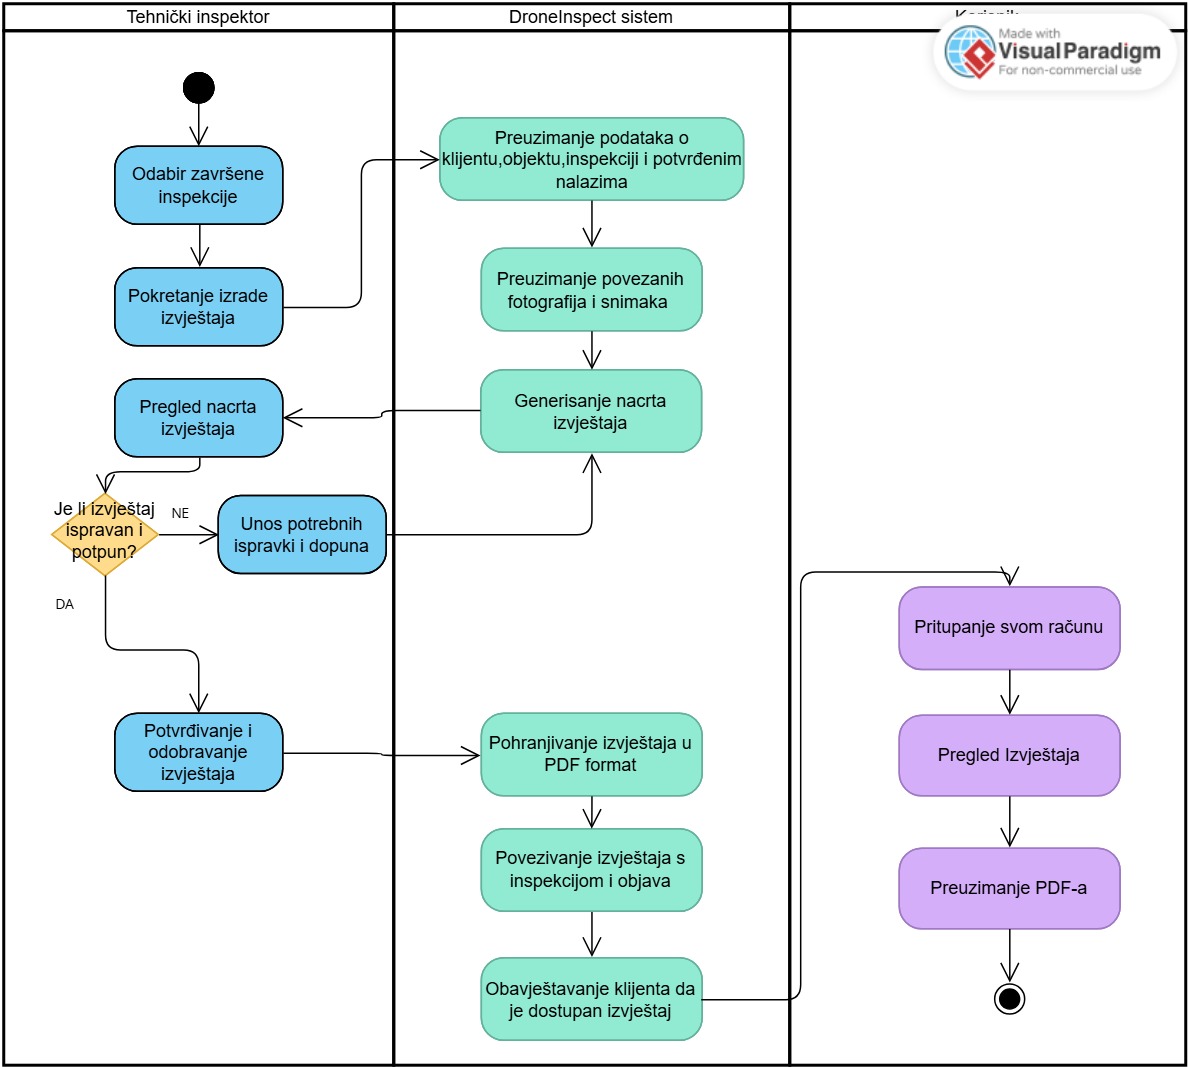 Tehnički inspektor
DroneInspect sistem
Made with
VisualParadigm
For non-commercial use
Odabir završene
inspekcije
Pokretanje izrade
izvještaja
Preuzimanje podataka o
klijentu,objektu,inspekciji i potvrđenim
nalazima
Preuzimanje povezanih
fotografija i snimaka
Generisanje nacrta
izvještaja
Pregled nacrta
izvještaja
Je li izvještaj
ispravan i
potpun?
NE
Unos potrebnih
ispravki i dopuna
DA
Potvrđivanje i
odobravanje
izvještaja
Pohranjivanje izvještaja u
PDF format
Povezivanje izvještaja s
inspekcijom i objava
Obavještavanje klijenta da
je dostupan izvještaj
Pritupanje svom računu
Pregled Izvještaja
Preuzimanje PDF-a